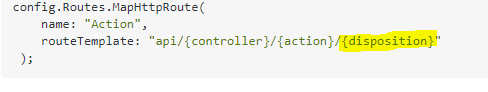 config.Routes.MapHttpRoute(
name: "Action",
routeTemplate: "api/{controller}/{action}/{disposition}"
);